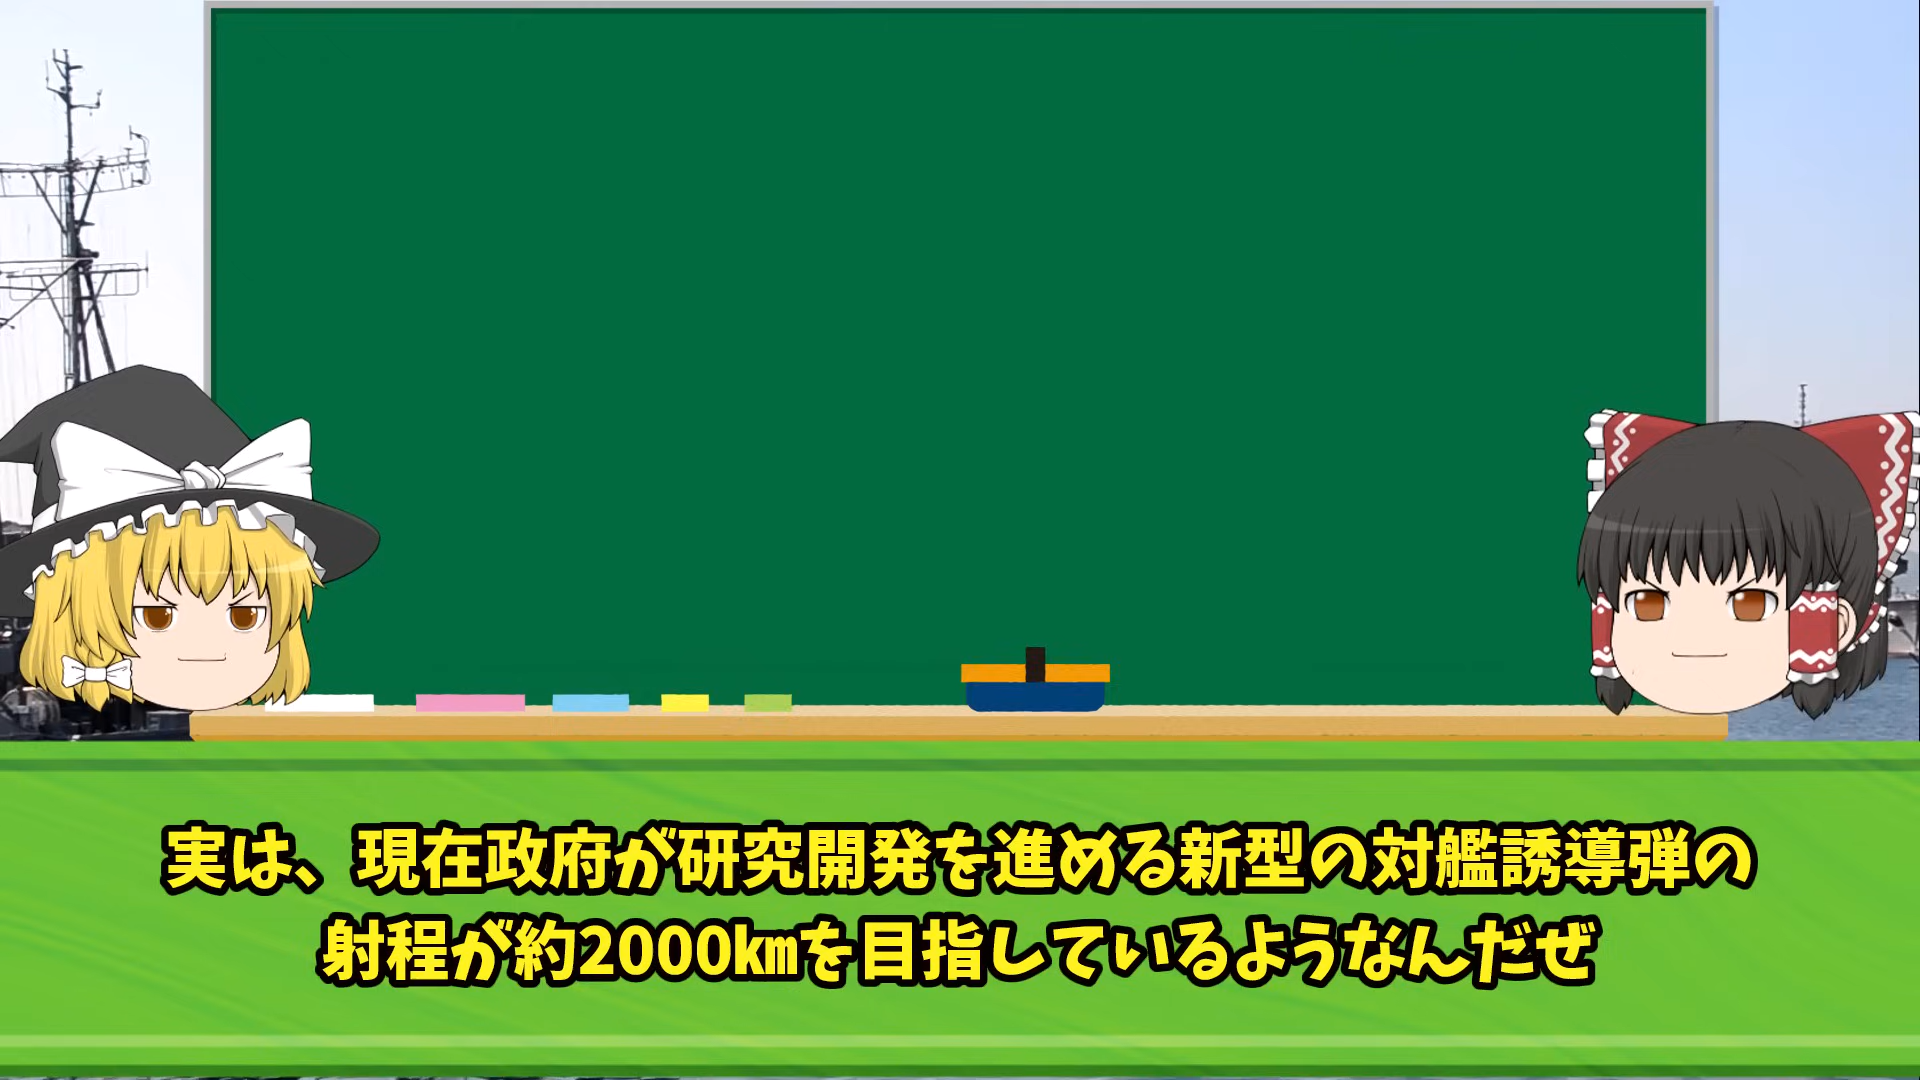 実は、現在政府が研究開発を進める新型の対艦誘導弾の
射程が約2000㎞を目指しているようなんだぜ